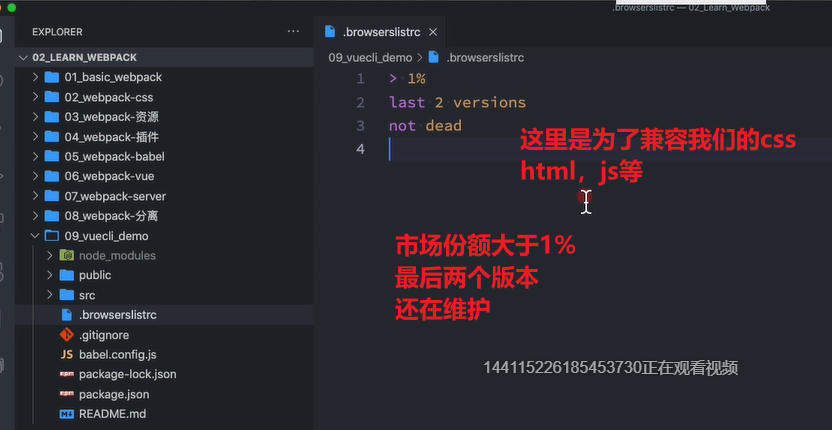 .browserslistrc — 02_Learn_Webpack
EXPLORER
.browserslistrc
02_LEARN_WEBPACK
09_vuecli_demo > .browserslistrc
01_basic_webpack
02_webpack-css
03_webpack-资源
04_webpack-插件
05_webpack-babel
06_webpack-vue
07_webpack-server
08_webpack-分离
09_vuecli_demo
node_modules
public
src
.browserslistrc
.gitignore
JS babel.config.js
package-lock.json
package.json
README.md
1 > 1%
2 last 2 versions
3 not dead
4
这里是为了兼容我们的css
html，js等
市场份额大于1%
最后两个版本
还在维护
144115226185453730正在观看视频